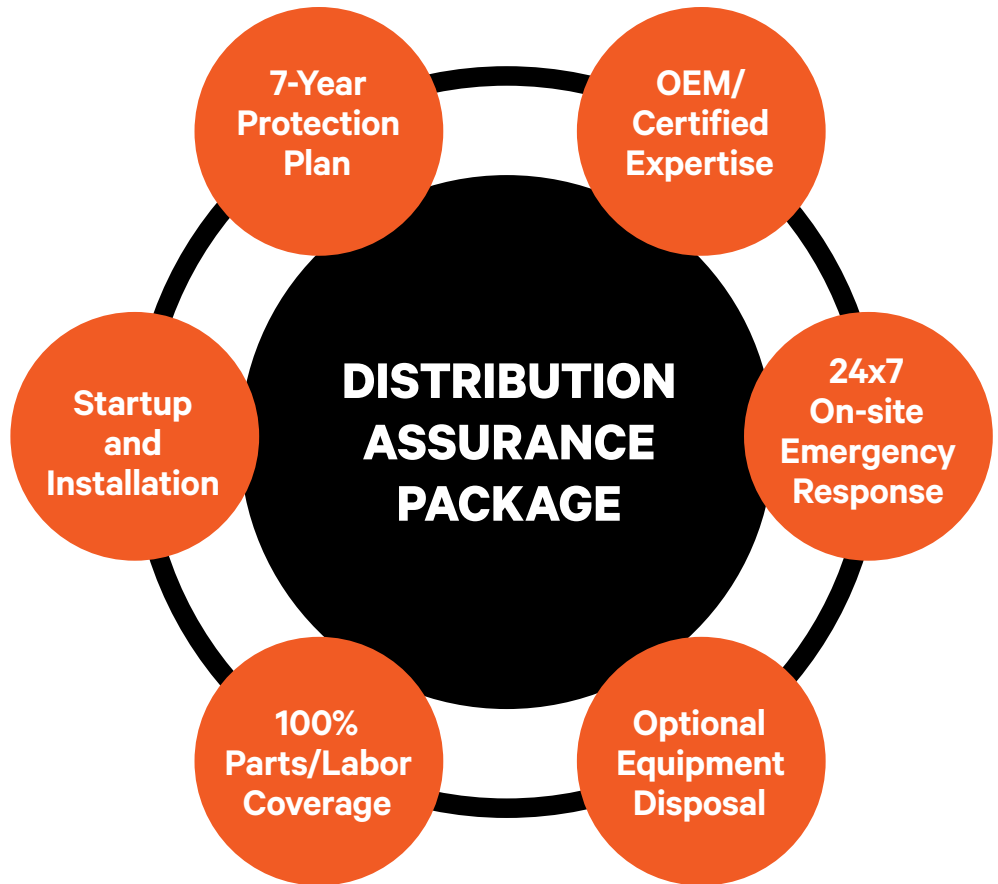 7-Year
Protection
Plan
OEM/
Certified
Expertise
Startup
and
Installation
DISTRIBUTION
ASSURANCE
PACKAGE
24x7
On-site
Emergency
Response
100%
Parts/Labor
Coverage
Optional
Equipment
Disposal